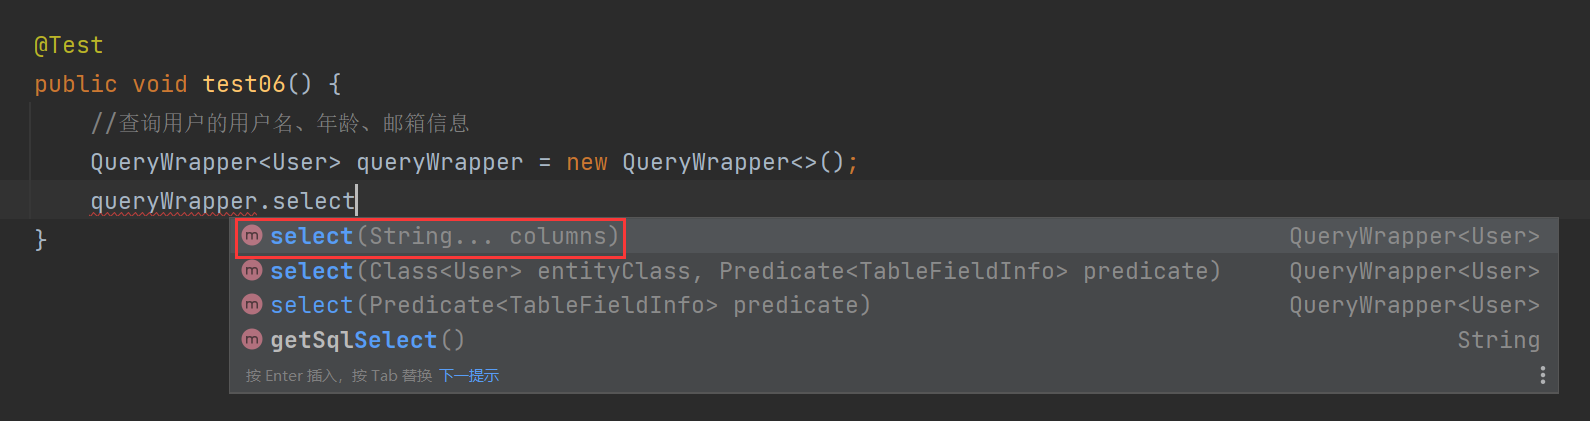 @Test
public void test06() {
//查询用户的用户名、年龄、邮箱信息
QueryWrapper<User> queryWrapper = new QueryWrapper<>();
queryWrapper.select
}
m select(String... columns) QueryWrapper<User>
m select(Class<User> entityClass, Predicate<TableFieldInfo> predicate) QueryWrapper<User>
m select(Predicate<TableFieldInfo> predicate) QueryWrapper<User>
m getSqlSelect() String
按 Enter 插入，按 Tab 替换 下一提示